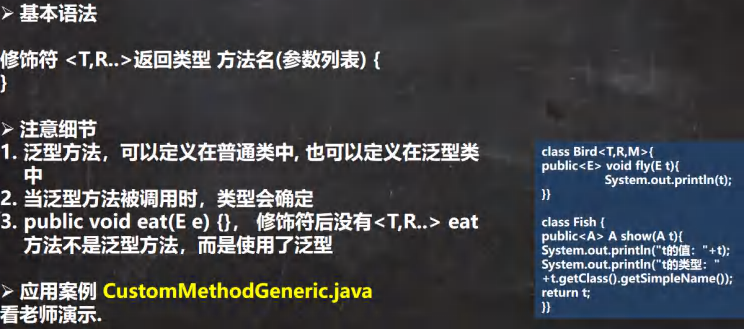 ➢ 基本语法
修饰符 <T,R..>返回类型 方法名(参数列表) {
}
➢ 注意细节
1. 泛型方法，可以定义在普通类中, 也可以定义在泛型类
中
2. 当泛型方法被调用时，类型会确定
3. public void eat(E e) {}， 修饰符后没有<T,R..> eat
方法不是泛型方法，而是使用了泛型
➢ 应用案例 CustomMethodGeneric.java
看老师演示.
class Bird<T,R,M>{
public<E> void fly(E t){
System.out.println(t);
}}
class Fish {
public<A> A show(A t){
System.out.println("t的值："+t);
System.out.println("t的类型："
+t.getClass().getSimpleName());
return t;
}}